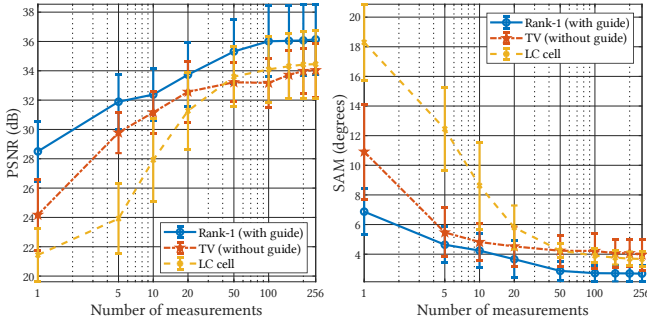 38
36
34
32
30
28
26
24
22
20
PSNR (dB)
Rank-1 (with guide)
TV (without guide)
LC cell
1 5 10 20 50 100 256
Number of measurements
20
18
16
14
12
10
8
6
4
SAM (degrees)
Rank-1 (with guide)
TV (without guide)
LC cell
1 5 10 20 50 100 256
Number of measurements